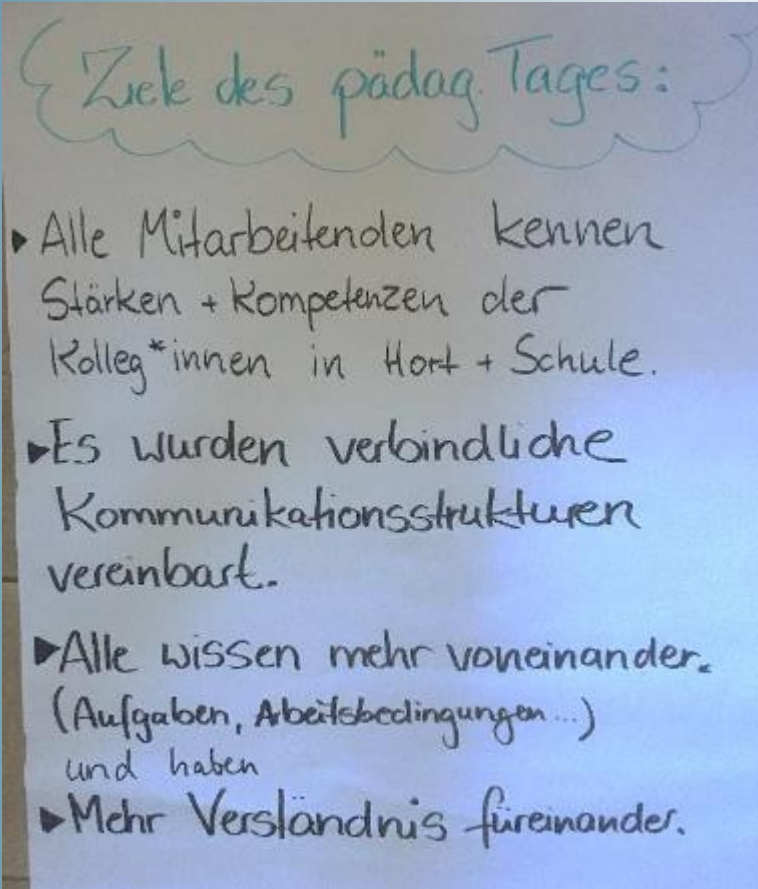 Ziele des pädag. Tages:
▸ Alle Mitarbeitenden kennen
Stärken + Kompetenzen der
Kolleg*innen in Hort + Schule.
▸ Es wurden verbindliche
Kommunikationsstrukturen
vereinbart.
▸ Alle wissen mehr voneinander.
(Aufgaben, Arbeitsbedingungen...)
und haben
▸ Mehr Verständnis füreinander.